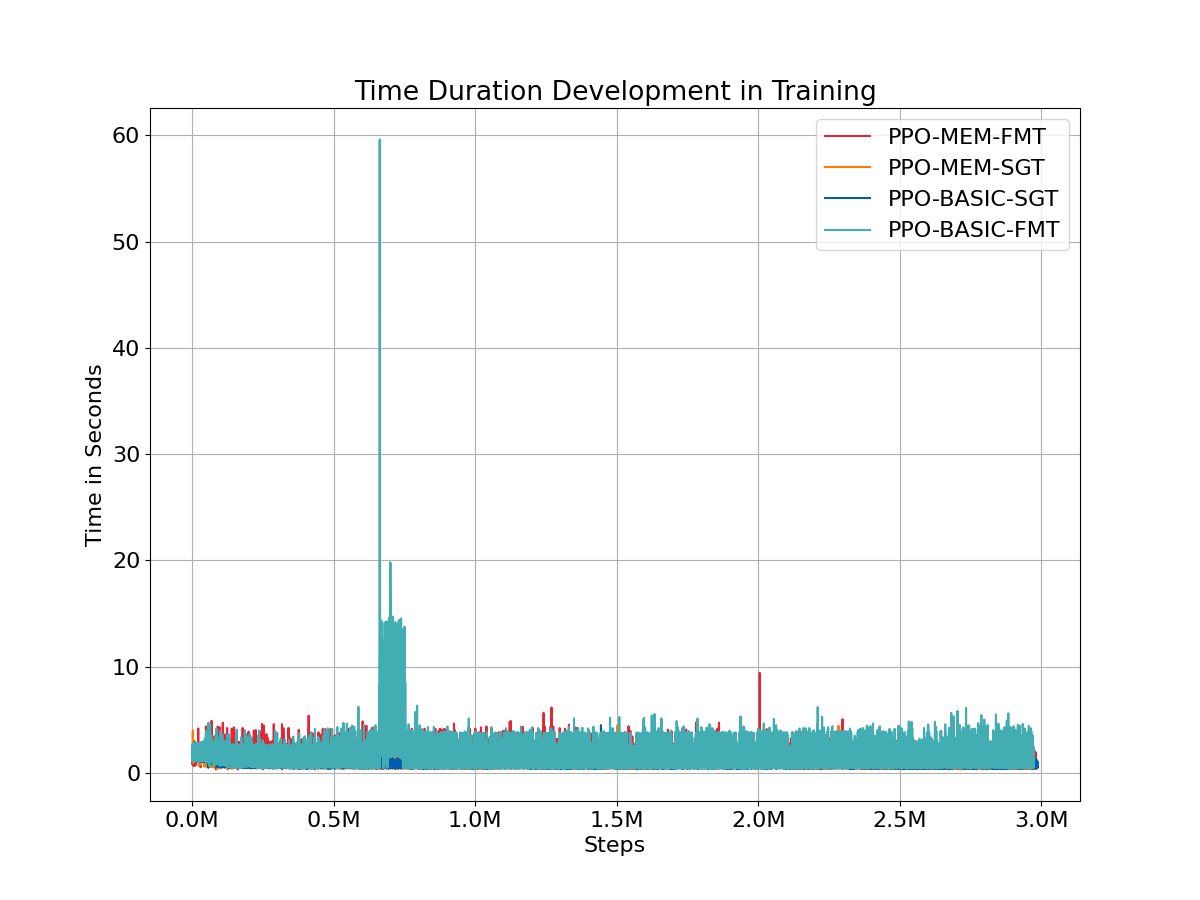 Time Duration Development in Training
PPO-MEM-FMT
PPO-MEM-SGT
PPO-BASIC-SGT
PPO-BASIC-FMT
Time in Seconds
60
50
40
30
20
10
0
0.0M 0.5M 1.0M 1.5M 2.0M 2.5M 3.0M
Steps